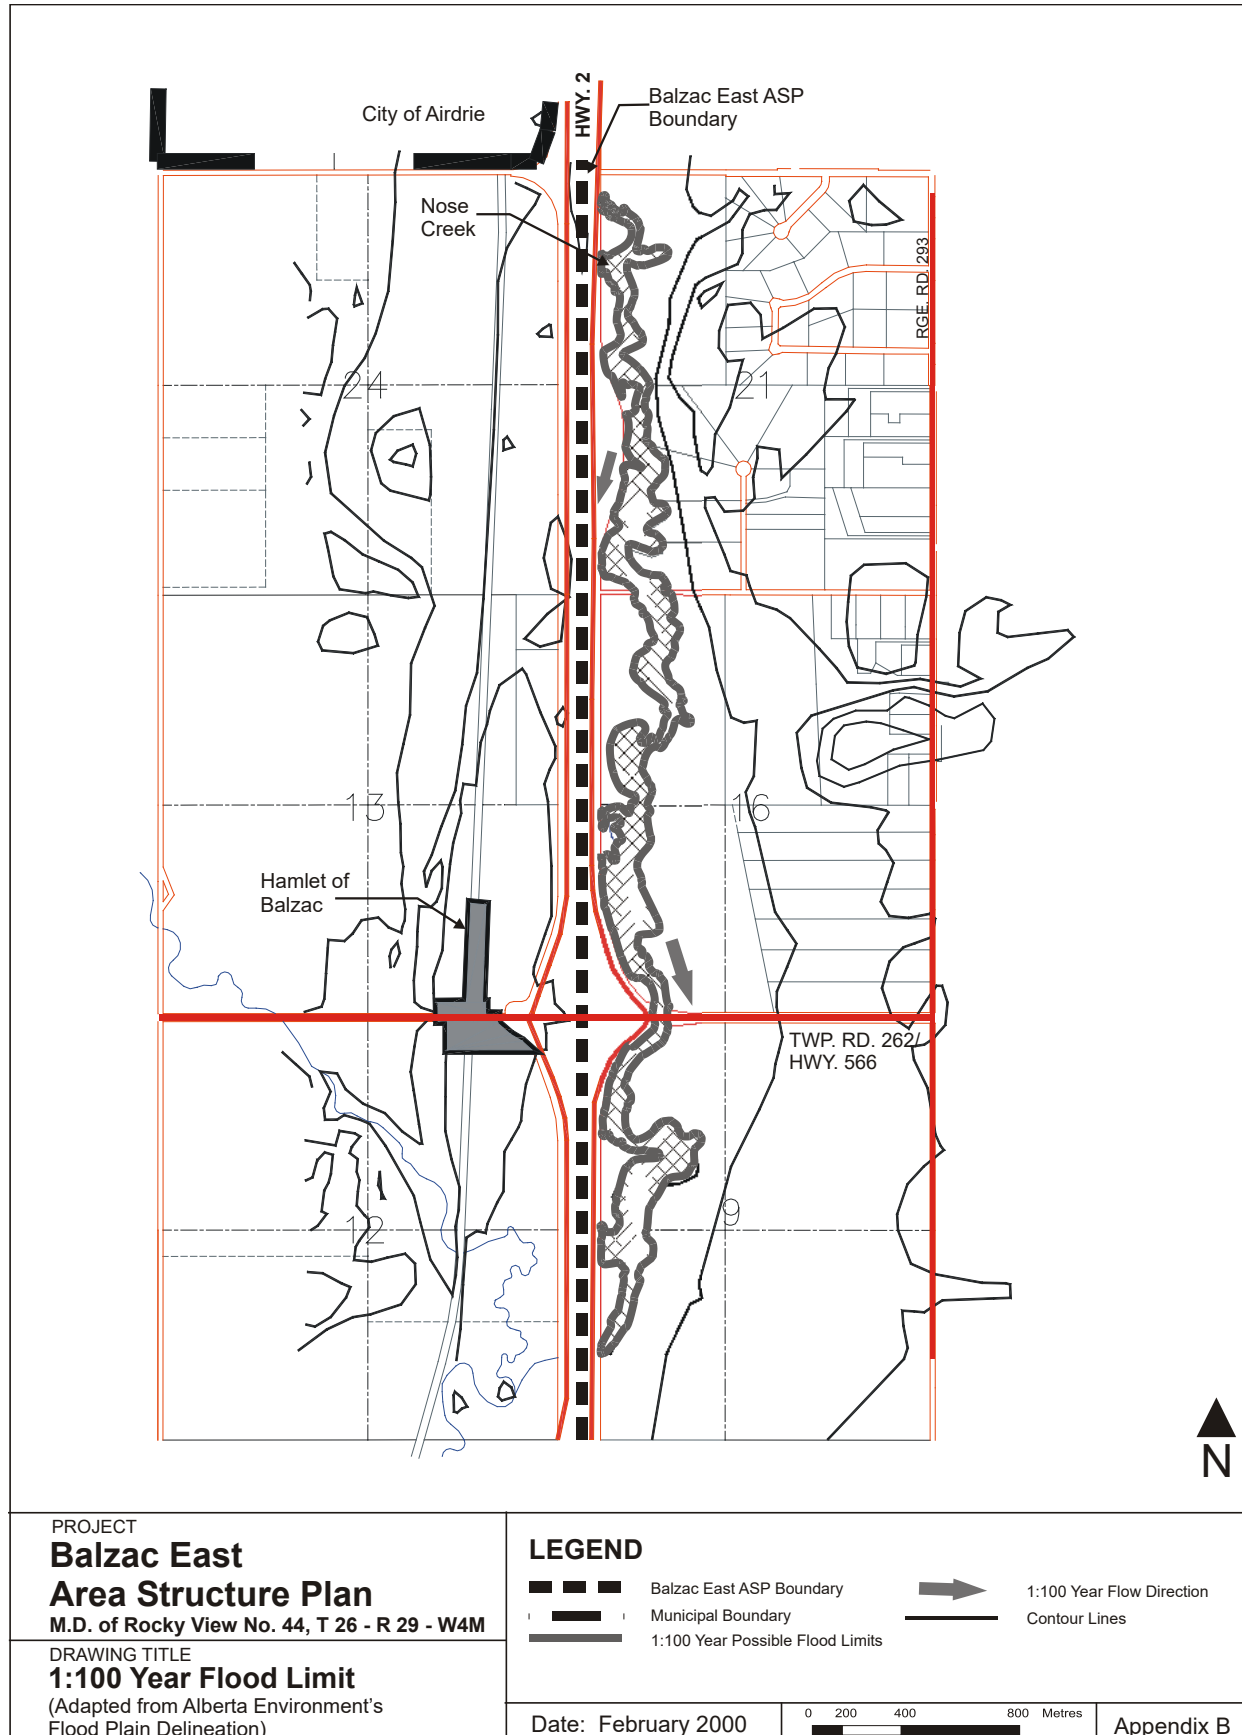 City of Airdrie
HWY. 2
Balzac East ASP
Boundary
Nose
Creek
RGE. RD. 293
24
21
13
16
Hamlet of
Balzac
TWP. RD. 262/
HWY. 566
12
9
N
PROJECT
Balzac East
Area Structure Plan
M.D. of Rocky View No. 44, T 26 - R 29 - W4M
DRAWING TITLE
1:100 Year Flood Limit
(Adapted from Alberta Environment's
Flood Plain Delineation)
LEGEND
Balzac East ASP Boundary
Municipal Boundary
1:100 Year Possible Flood Limits
1:100 Year Flow Direction
Contour Lines
Date: February 2000
0 200 400 800 Metres
Appendix B